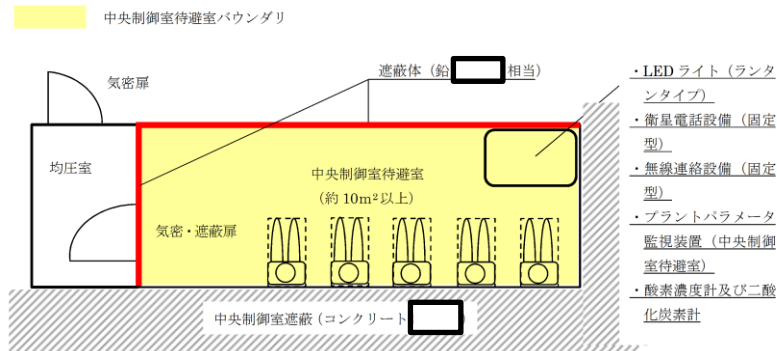 中央制御室待避室バウンダリ
遮蔽体（鉛 相当）
気密扉
均圧室
中央制御室待避室
（約 10m²以上）
気密・遮蔽扉
中央制御室遮蔽（コンクリート ）
・LED ライト（ランタ
ンタイプ）
・衛星電話設備（固定
型）
・無線連絡設備（固定
型）
・プラントパラメータ
監視装置（中央制御
室待避室）
・酸素濃度計及び二酸
化炭素計